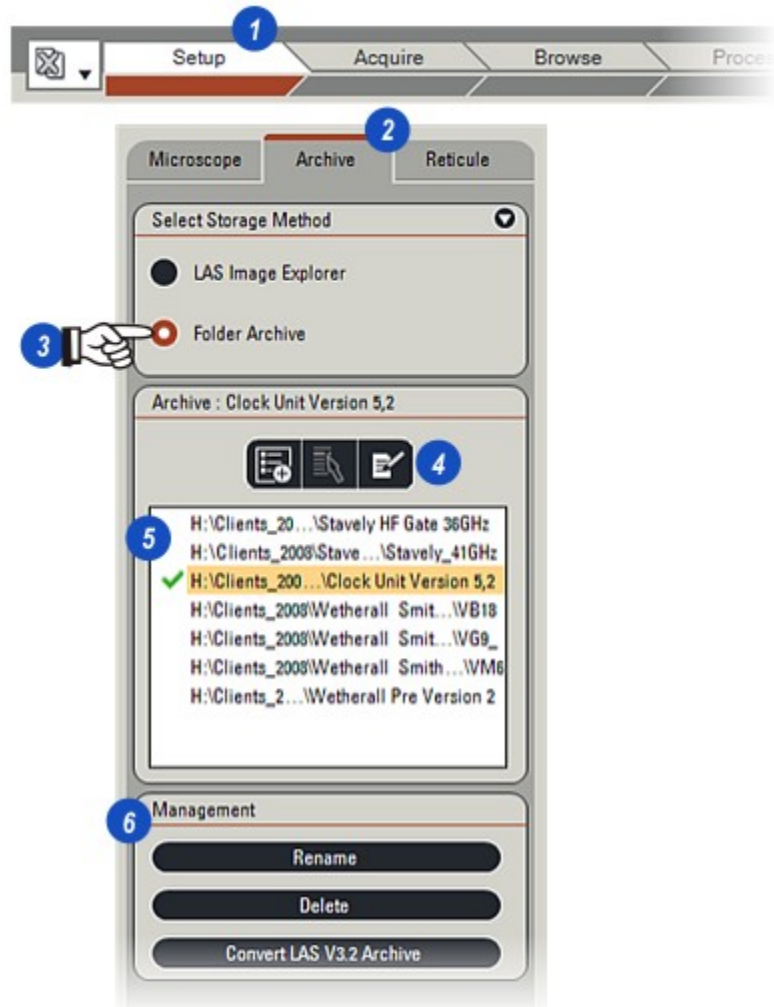 1
Setup Acquire Browse Proce
2
Microscope Archive Reticule
Select Storage Method
LAS Image Explorer
3
Folder Archive
Archive : Clock Unit Version 5,2
4
5
H:\Clients_20...\Stavely HF Gate 36GHz
H:\Clients_2008\Stave...\Stavely_41GHz
H:\Clients_200...\Clock Unit Version 5,2
H:\Clients_2008\Wetherall Smit...\VB18
H:\Clients_2008\Wetherall Smit...\VG9_
H:\Clients_2008\Wetherall Smith...\VM6
H:\Clients_2...\Wetherall Pre Version 2
6
Management
Rename
Delete
Convert LAS V3.2 Archive